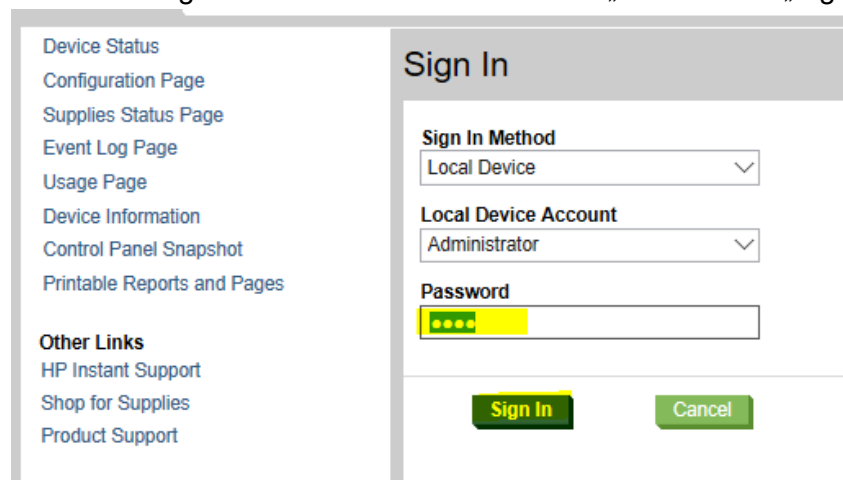 Device Status
Configuration Page
Supplies Status Page
Event Log Page
Usage Page
Device Information
Control Panel Snapshot
Printable Reports and Pages
Other Links
HP Instant Support
Shop for Supplies
Product Support
Sign In
Sign In Method
Local Device
Local Device Account
Administrator
Password
••••
Sign In
Cancel